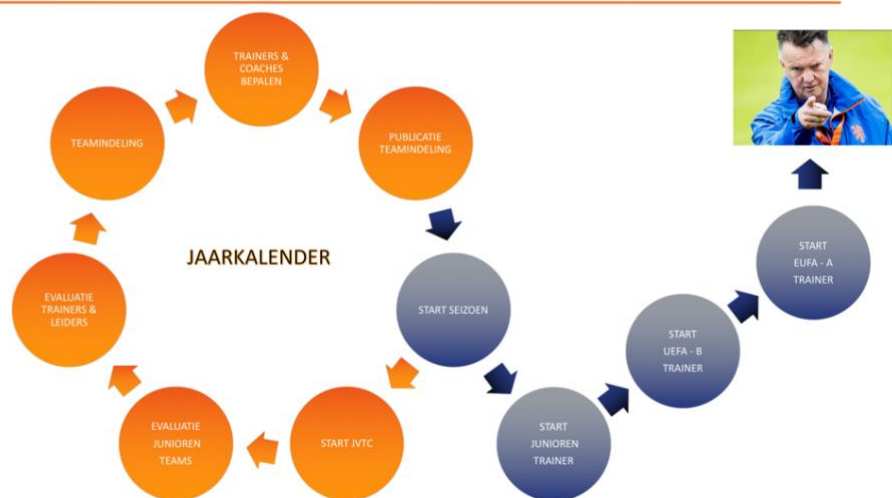 TRAINERS &
COACHES
BEPALEN
TEAMINDELING
PUBLICATIE
TEAMINDELING
JAARKALENDER
START
EUFA - A
TRAINER
EVALUATIE
TRAINERS &
LEIDERS
START SEIZOEN
START
UEFA - B
TRAINER
EVALUATIE
JUNIOREN
TEAMS
START JVTC
START
JUNIOREN
TRAINER